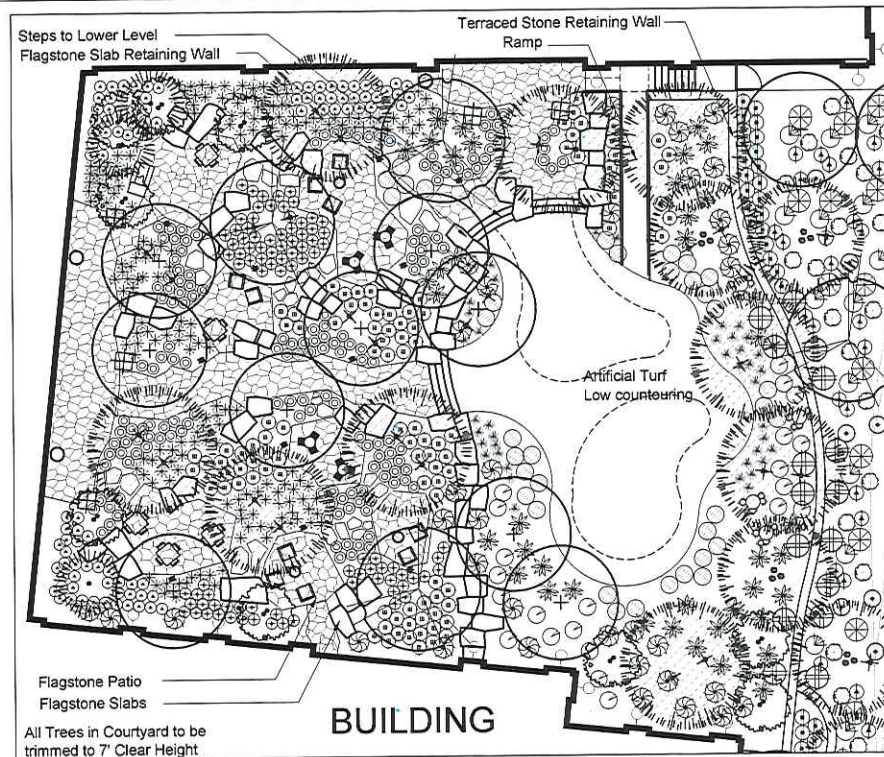 Steps to Lower Level
Flagstone Slab Retaining Wall
Terraced Stone Retaining Wall
Ramp
Artificial Turf
Low countouring
Flagstone Patio
Flagstone Slabs
BUILDING
All Trees in Courtyard to be
trimmed to 7' Clear Height